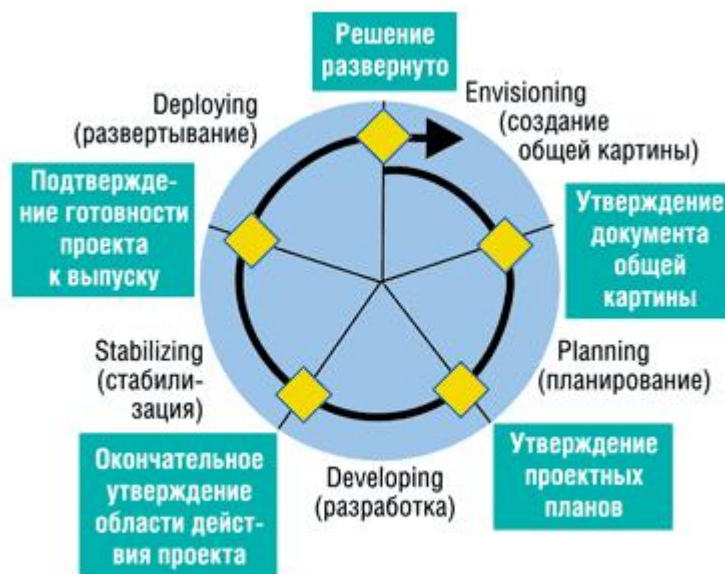 Решение
развернуто
Envisioning
(создание
общей картины)
Утверждение
документа
общей
картины
Planning
(планирование)
Утверждение
проектных
планов
Developing
(разработка)
Окончательное
утверждение
области дейст-
вия проекта
Stabilizing
(стабили-
зация)
Подтвержде-
ние готовности
проекта
к выпуску
Deploying
(развертывание)